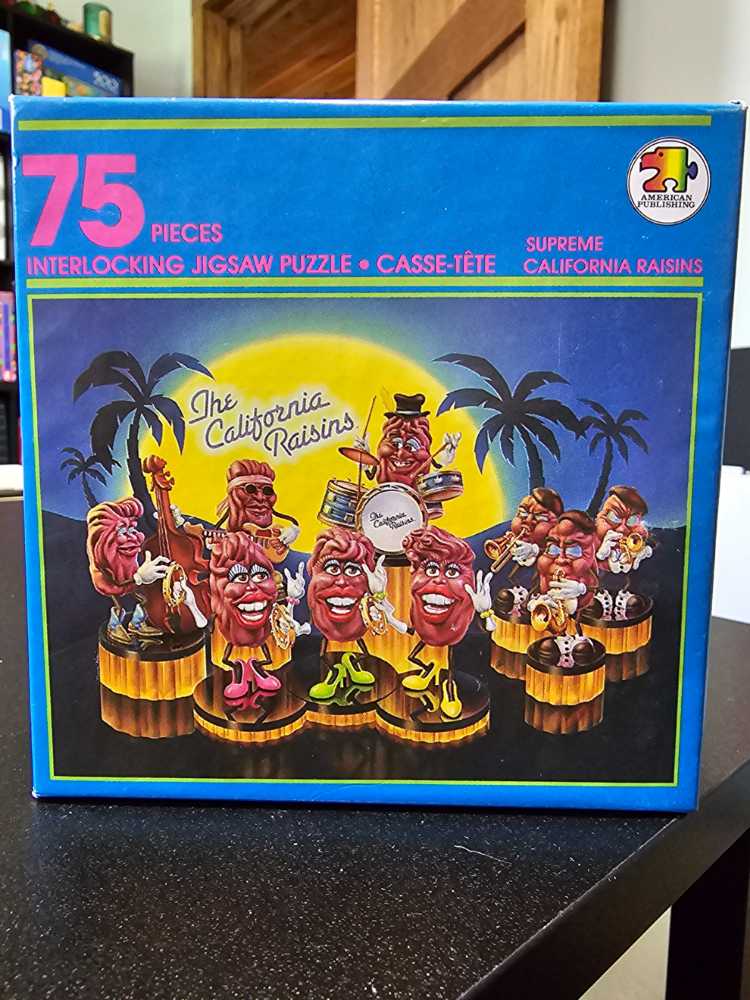 75 PIECES
INTERLOCKING JIGSAW PUZZLE • CASSE-TÊTE
SUPREME
CALIFORNIA RAISINS
AMERICAN
PUBLISHING
The
California
Raisins
The
California
Raisins